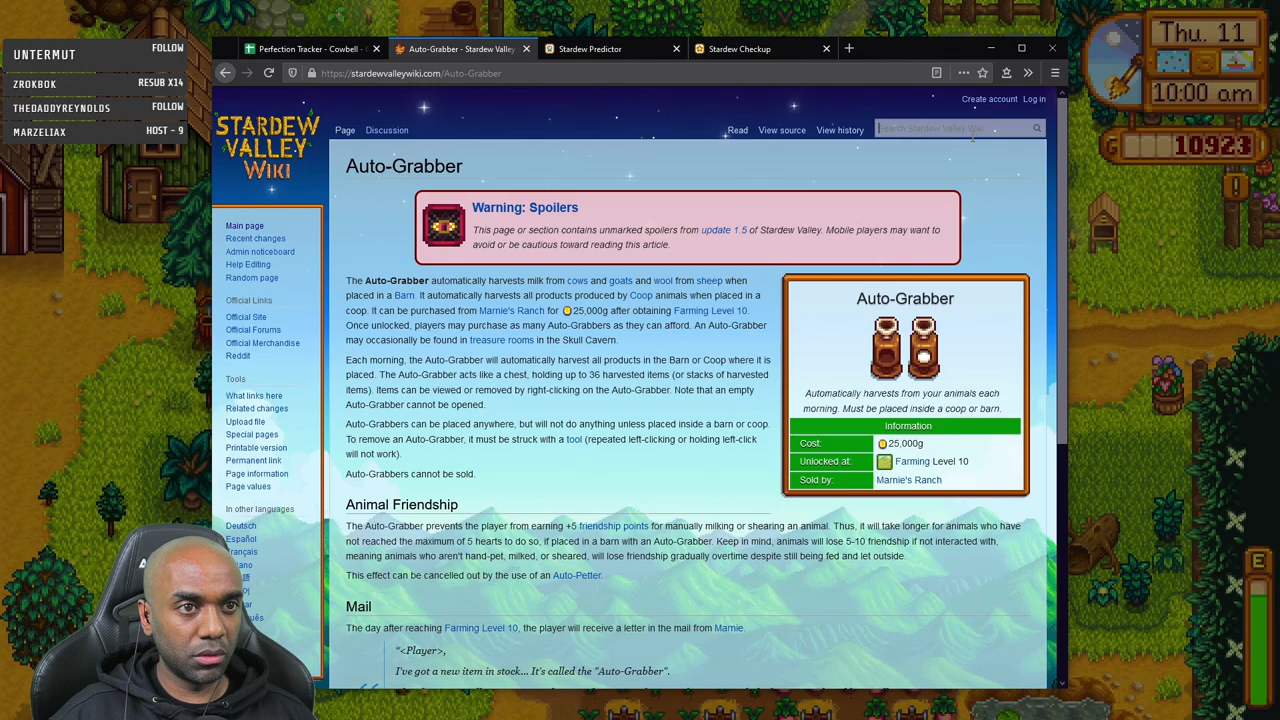 UNTERMUT FOLLOW
ZROKBOK RESUB X14
THEDADDYREYNOLDS FOLLOW
MARZELIAX HOST - 9
Perfection Tracker - Cowbell -
Auto-Grabber - Stardew Valley
Stardew Predictor
Stardew Checkup
https://stardewvalleywiki.com/Auto-Grabber
Thu. 11
10:00 am
10923
Create account Log in
STARDEW
VALLEY
WIKI
Page Discussion
Read View source View history
Search Stardew Valley Wiki
Auto-Grabber
Warning: Spoilers
This page or section contains unmarked spoilers from update 1.5 of Stardew Valley. Mobile players may want to
avoid or be cautious toward reading this article.
Main page
Recent changes
Admin noticeboard
Help Editing
Random page
Official Links
Official Site
Official Forums
Official Merchandise
Reddit
Tools
What links here
Related changes
Upload file
Special pages
Printable version
Permanent link
Page information
Page values
In other languages
Deutsch
Español
The Auto-Grabber automatically harvests milk from cows and goats and wool from sheep when
placed in a Barn. It automatically harvests all products produced by Coop animals when placed in a
coop. It can be purchased from Marnie's Ranch for 25,000g after obtaining Farming Level 10.
Once unlocked, players may purchase as many Auto-Grabbers as they can afford. An Auto-Grabber
may occasionally be found in treasure rooms in the Skull Cavern.
Each morning, the Auto-Grabber will automatically harvest all products in the Barn or Coop where it is
placed. The Auto-Grabber acts like a chest, holding up to 36 harvested items (or stacks of harvested
items). Items can be viewed or removed by right-clicking on the Auto-Grabber. Note that an empty
Auto-Grabber cannot be opened.
Auto-Grabbers can be placed anywhere, but will not do anything unless placed inside a barn or coop.
To remove an Auto-Grabber, it must be struck with a tool (repeated left-clicking or holding left-click
will not work).
Auto-Grabbers cannot be sold.
Auto-Grabber
Automatically harvests from your animals each
morning. Must be placed inside a coop or barn.
Information
Cost: 25,000g
Unlocked at: Farming Level 10
Sold by: Marnie's Ranch
Animal Friendship
The Auto-Grabber prevents the player from earning +5 friendship points for manually milking or shearing an animal. Thus, it will take longer for animals who have
not reached the maximum of 5 hearts to do so, if placed in a barn with an Auto-Grabber. Keep in mind, animals will lose 5-10 friendship if not interacted with,
meaning animals who aren't hand-pet, milked, or sheared, will lose friendship gradually overtime despite still being fed and let outside.
This effect can be cancelled out by the use of an Auto-Petter.
Mail
The day after reaching Farming Level 10, the player will receive a letter in the mail from Marnie.
"<Player>,
I've got a new item in stock... It's called the "Auto-Grabber".
E